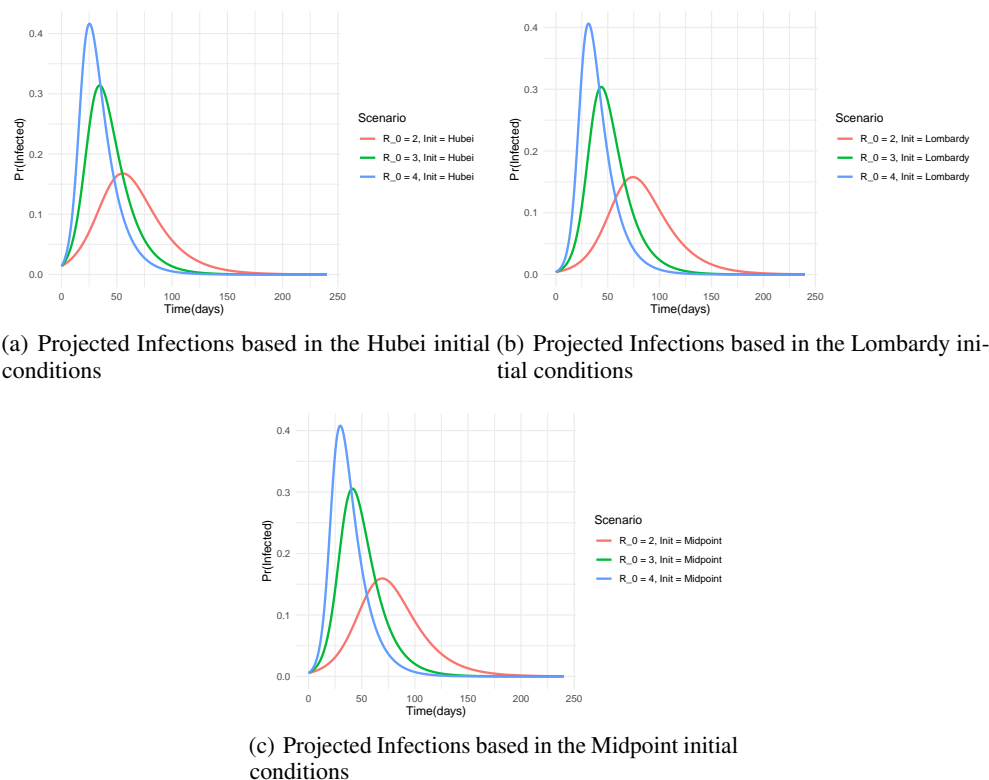 0.4
0.3
0.2
0.1
0.0
Pr(Infected)
0 50 100 150 200 250
Time(days)
Scenario
R_0 = 2, Init = Hubei
R_0 = 3, Init = Hubei
R_0 = 4, Init = Hubei
0.4
0.3
0.2
0.1
0.0
Pr(Infected)
0 50 100 150 200 250
Time(days)
Scenario
R_0 = 2, Init = Lombardy
R_0 = 3, Init = Lombardy
R_0 = 4, Init = Lombardy
(a) Projected Infections based in the Hubei initial
conditions
(b) Projected Infections based in the Lombardy ini-
tial conditions
0.4
0.3
0.2
0.1
0.0
Pr(Infected)
0 50 100 150 200 250
Time(days)
Scenario
R_0 = 2, Init = Midpoint
R_0 = 3, Init = Midpoint
R_0 = 4, Init = Midpoint
(c) Projected Infections based in the Midpoint initial
conditions